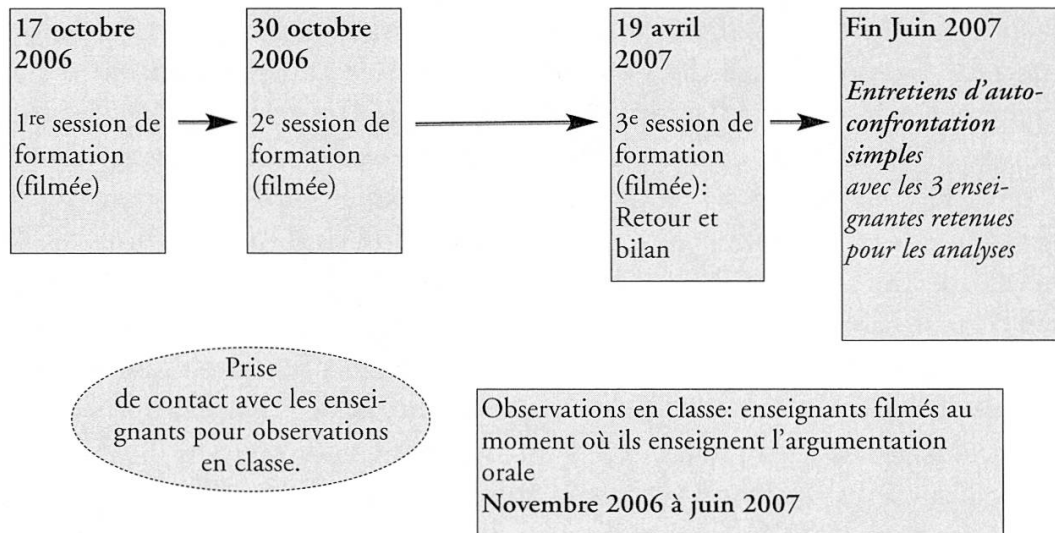 17 octobre
2006
1re session de
formation
(filmée)
30 octobre
2006
2e session de
formation
(filmée)
19 avril
2007
3e session de
formation
(filmée):
Retour et
bilan
Fin Juin 2007
Entretiens d'auto-
confrontation
simples
avec les 3 ensei-
gnantes retenues
pour les analyses
Prise
de contact avec les ensei-
gnants pour observations
en classe.
Observations en classe: enseignants filmés au
moment où ils enseignent l'argumentation
orale
Novembre 2006 à juin 2007